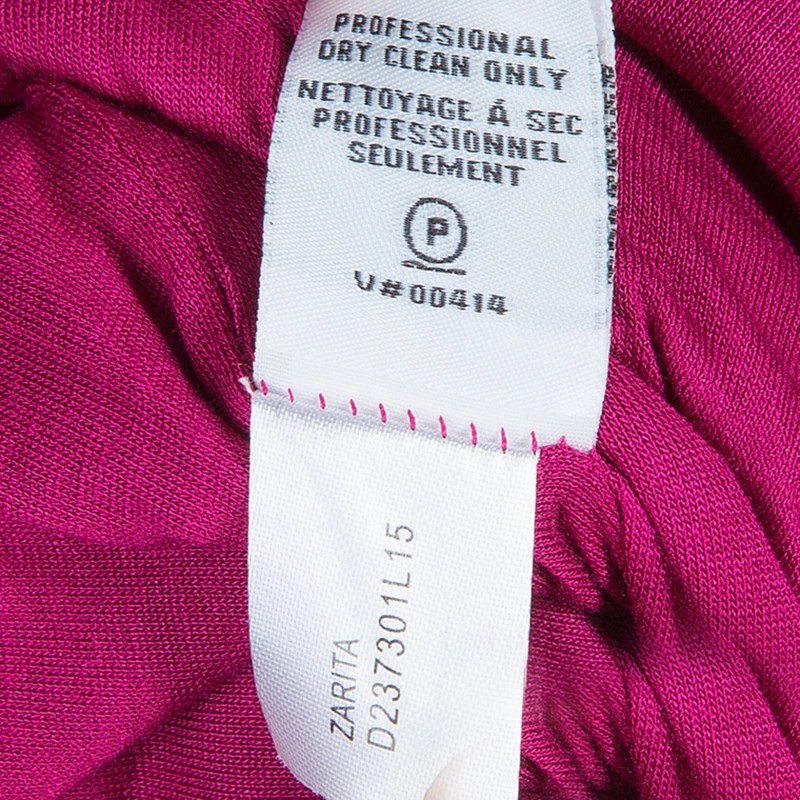 PROFESSIONAL
DRY CLEAN ONLY
NETTOYAGE Á SEC
PROFESSIONNEL
SEULEMENT
P
V#00414
ZARITA
D237301L15